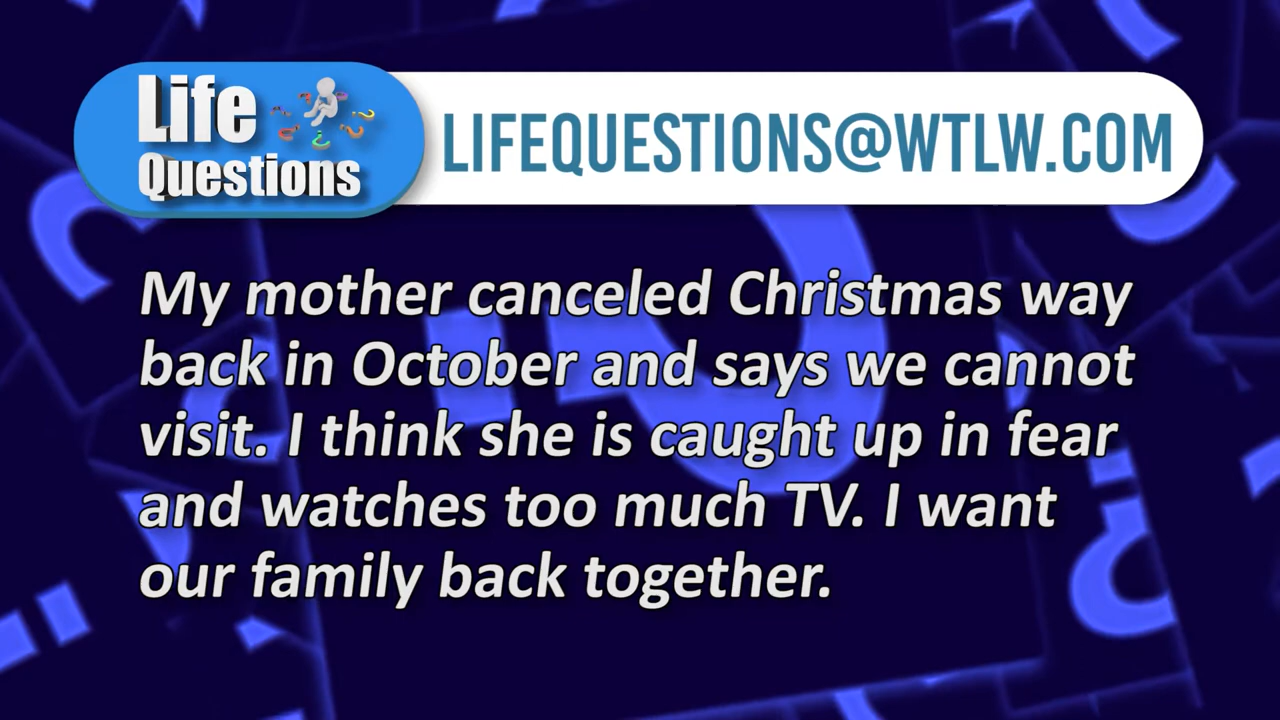 Life
Questions
LIFEQUESTIONS@WTLW.COM
My mother canceled Christmas way
back in October and says we cannot
visit. I think she is caught up in fear
and watches too much TV. I want
our family back together.